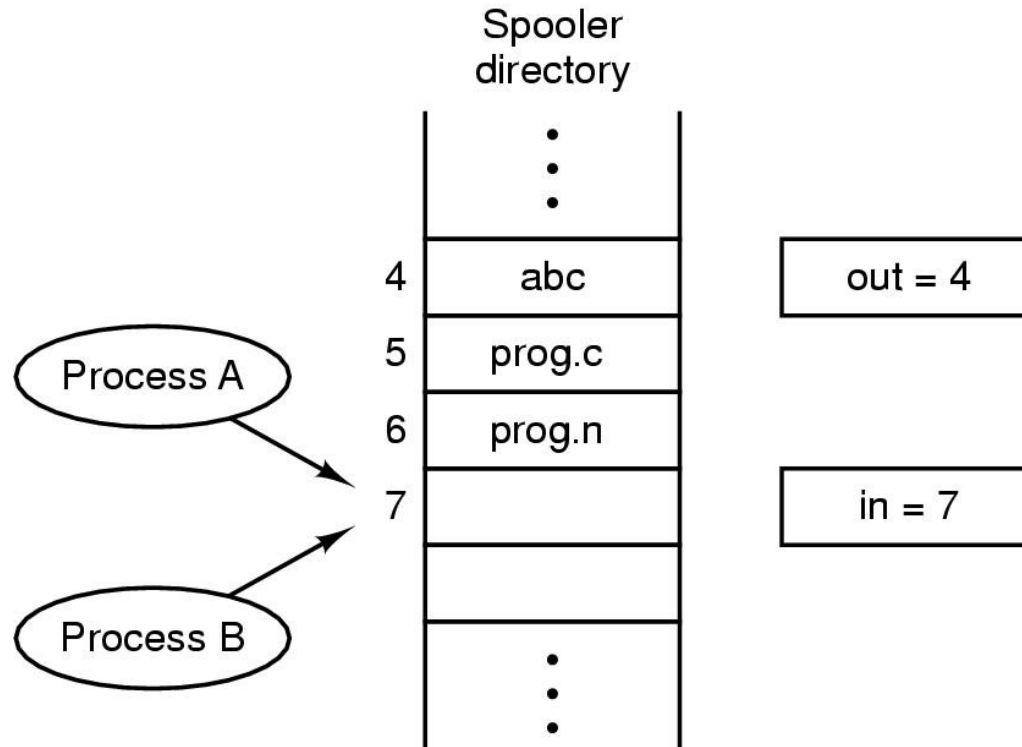 Spooler
directory
4 abc out = 4
Process A
5 prog.c
6 prog.n
7 in = 7
Process B